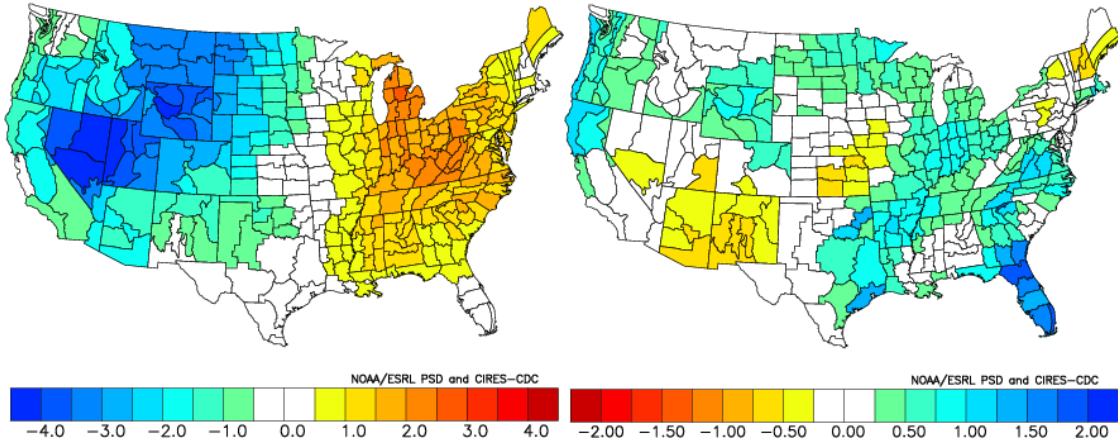 NOAA/ESRL PSD and CIRES-CDC
NOAA/ESRL PSD and CIRES-CDC
-4.0 -3.0 -2.0 -1.0 0.0 1.0 2.0 3.0 4.0
-2.00 -1.50 -1.00 -0.50 0.00 0.50 1.00 1.50 2.00